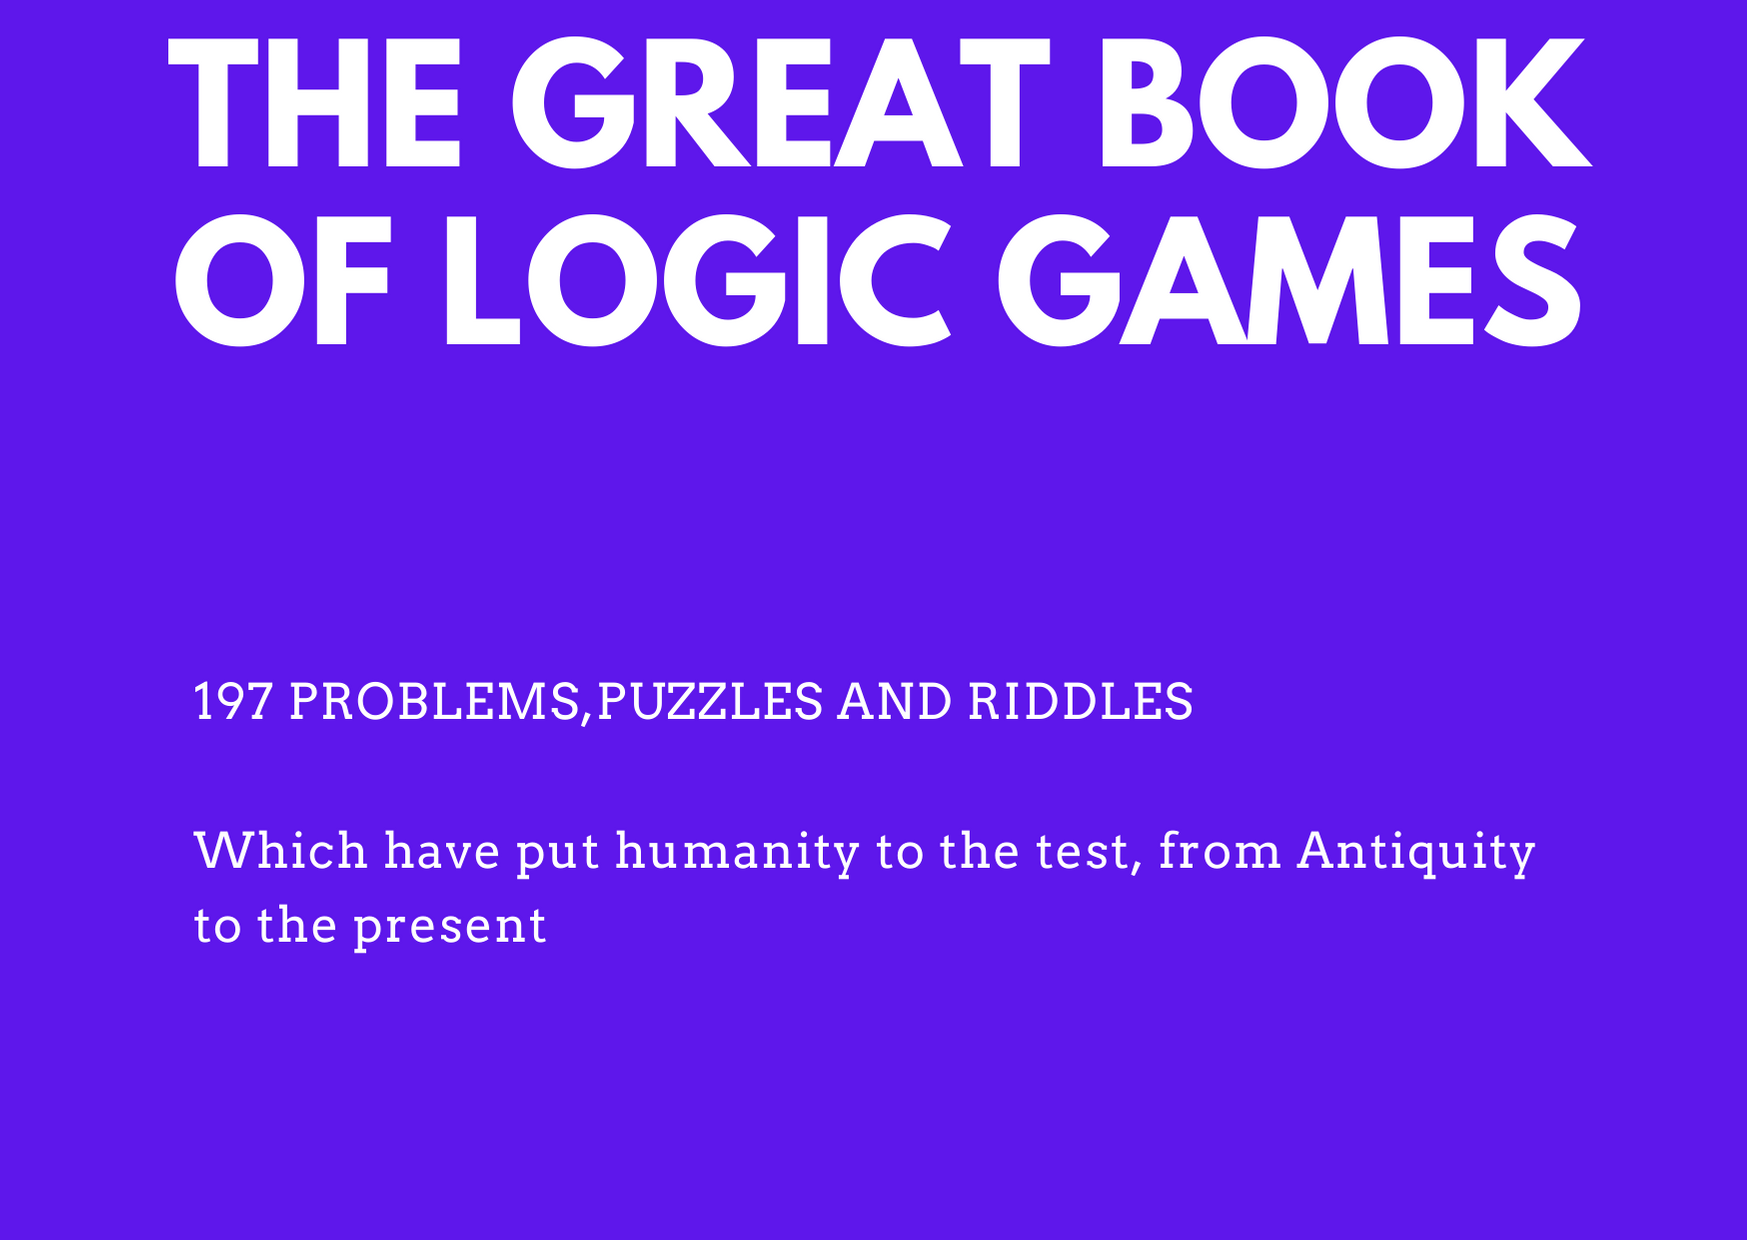 THE GREAT BOOK
OF LOGIC GAMES
197 PROBLEMS,PUZZLES AND RIDDLES
Which have put humanity to the test, from Antiquity
to the present